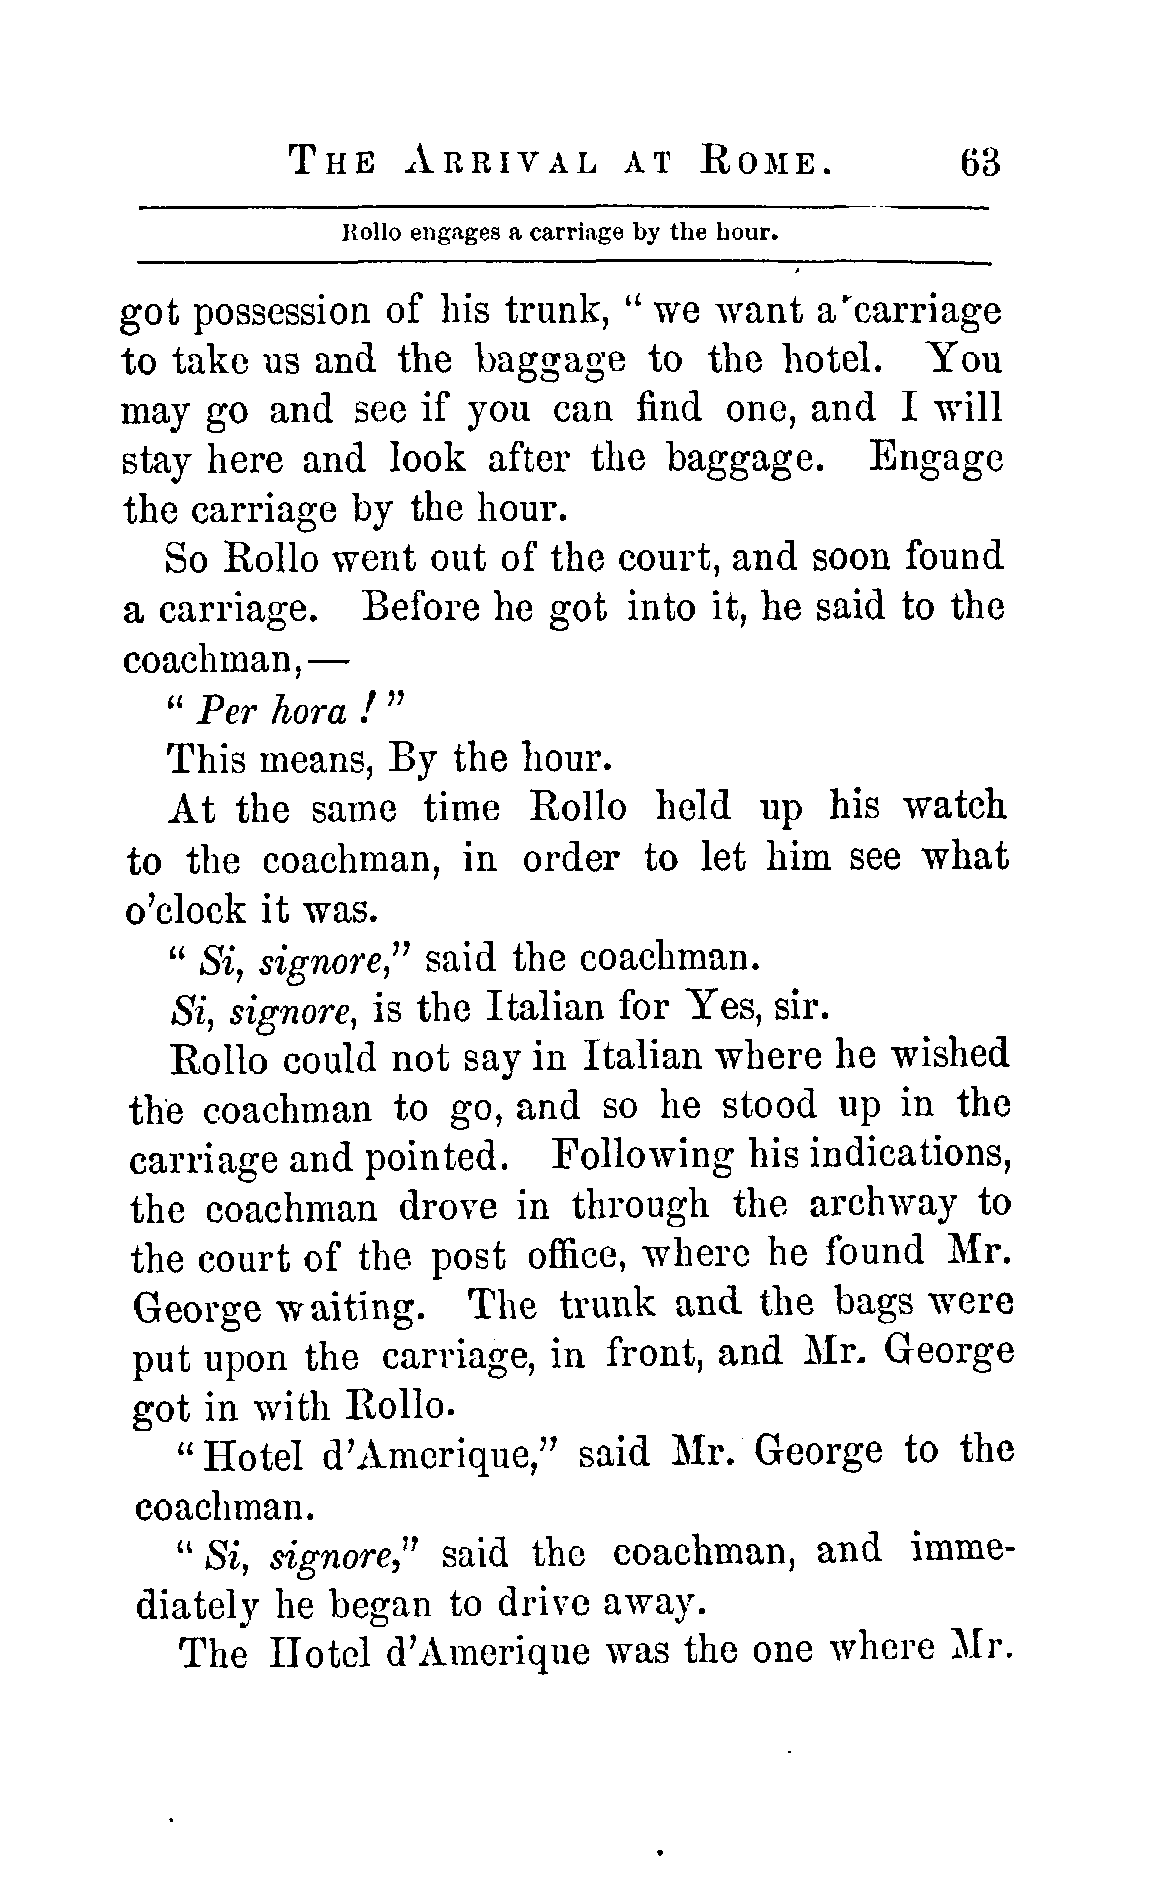 The Arrival at Rome. 63
Rollo engages a carriage by the hour.
got possession of his trunk, “ we want a carriage
to take us and the baggage to the hotel. You
may go and see if you can find one, and I will
stay here and look after the baggage. Engage
the carriage by the hour.
So Rollo went out of the court, and soon found
a carriage. Before he got into it, he said to the
coachman,—
“ Per hora ! ”
This means, By the hour.
At the same time Rollo held up his watch
to the coachman, in order to let him see what
o’clock it was.
“ Si, signore,” said the coachman.
Si, signore, is the Italian for Yes, sir.
Rollo could not say in Italian where he wished
the coachman to go, and so he stood up in the
carriage and pointed. Following his indications,
the coachman drove in through the archway to
the court of the post office, where he found Mr.
George waiting. The trunk and the bags were
put upon the carriage, in front, and Mr. George
got in with Rollo.
“ Hotel d’Amerique,” said Mr. George to the
coachman.
“ Si, signore,” said the coachman, and imme-
diately he began to drive away.
The Hotel d’Amerique was the one where Mr.